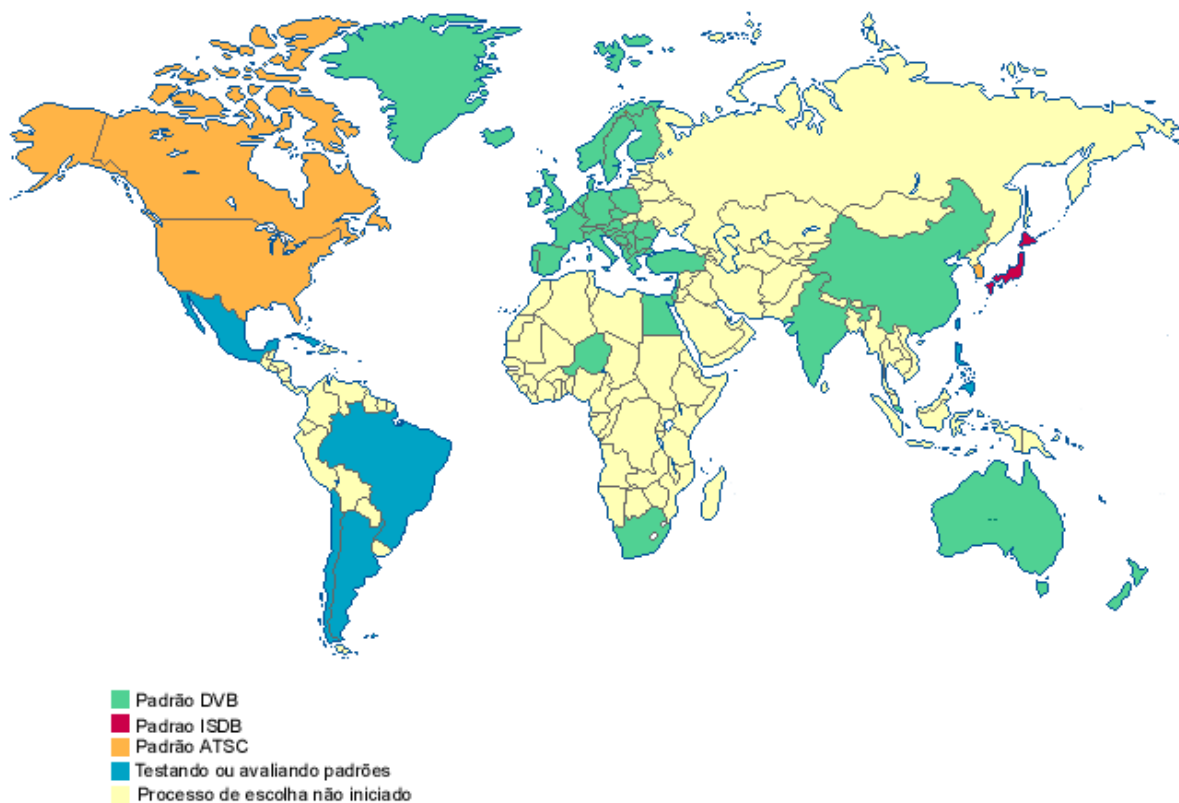 Padrão DVB
Padrao ISDB
Padrão ATSC
Testando ou avaliando padrões
Processo de escolha não iniciado